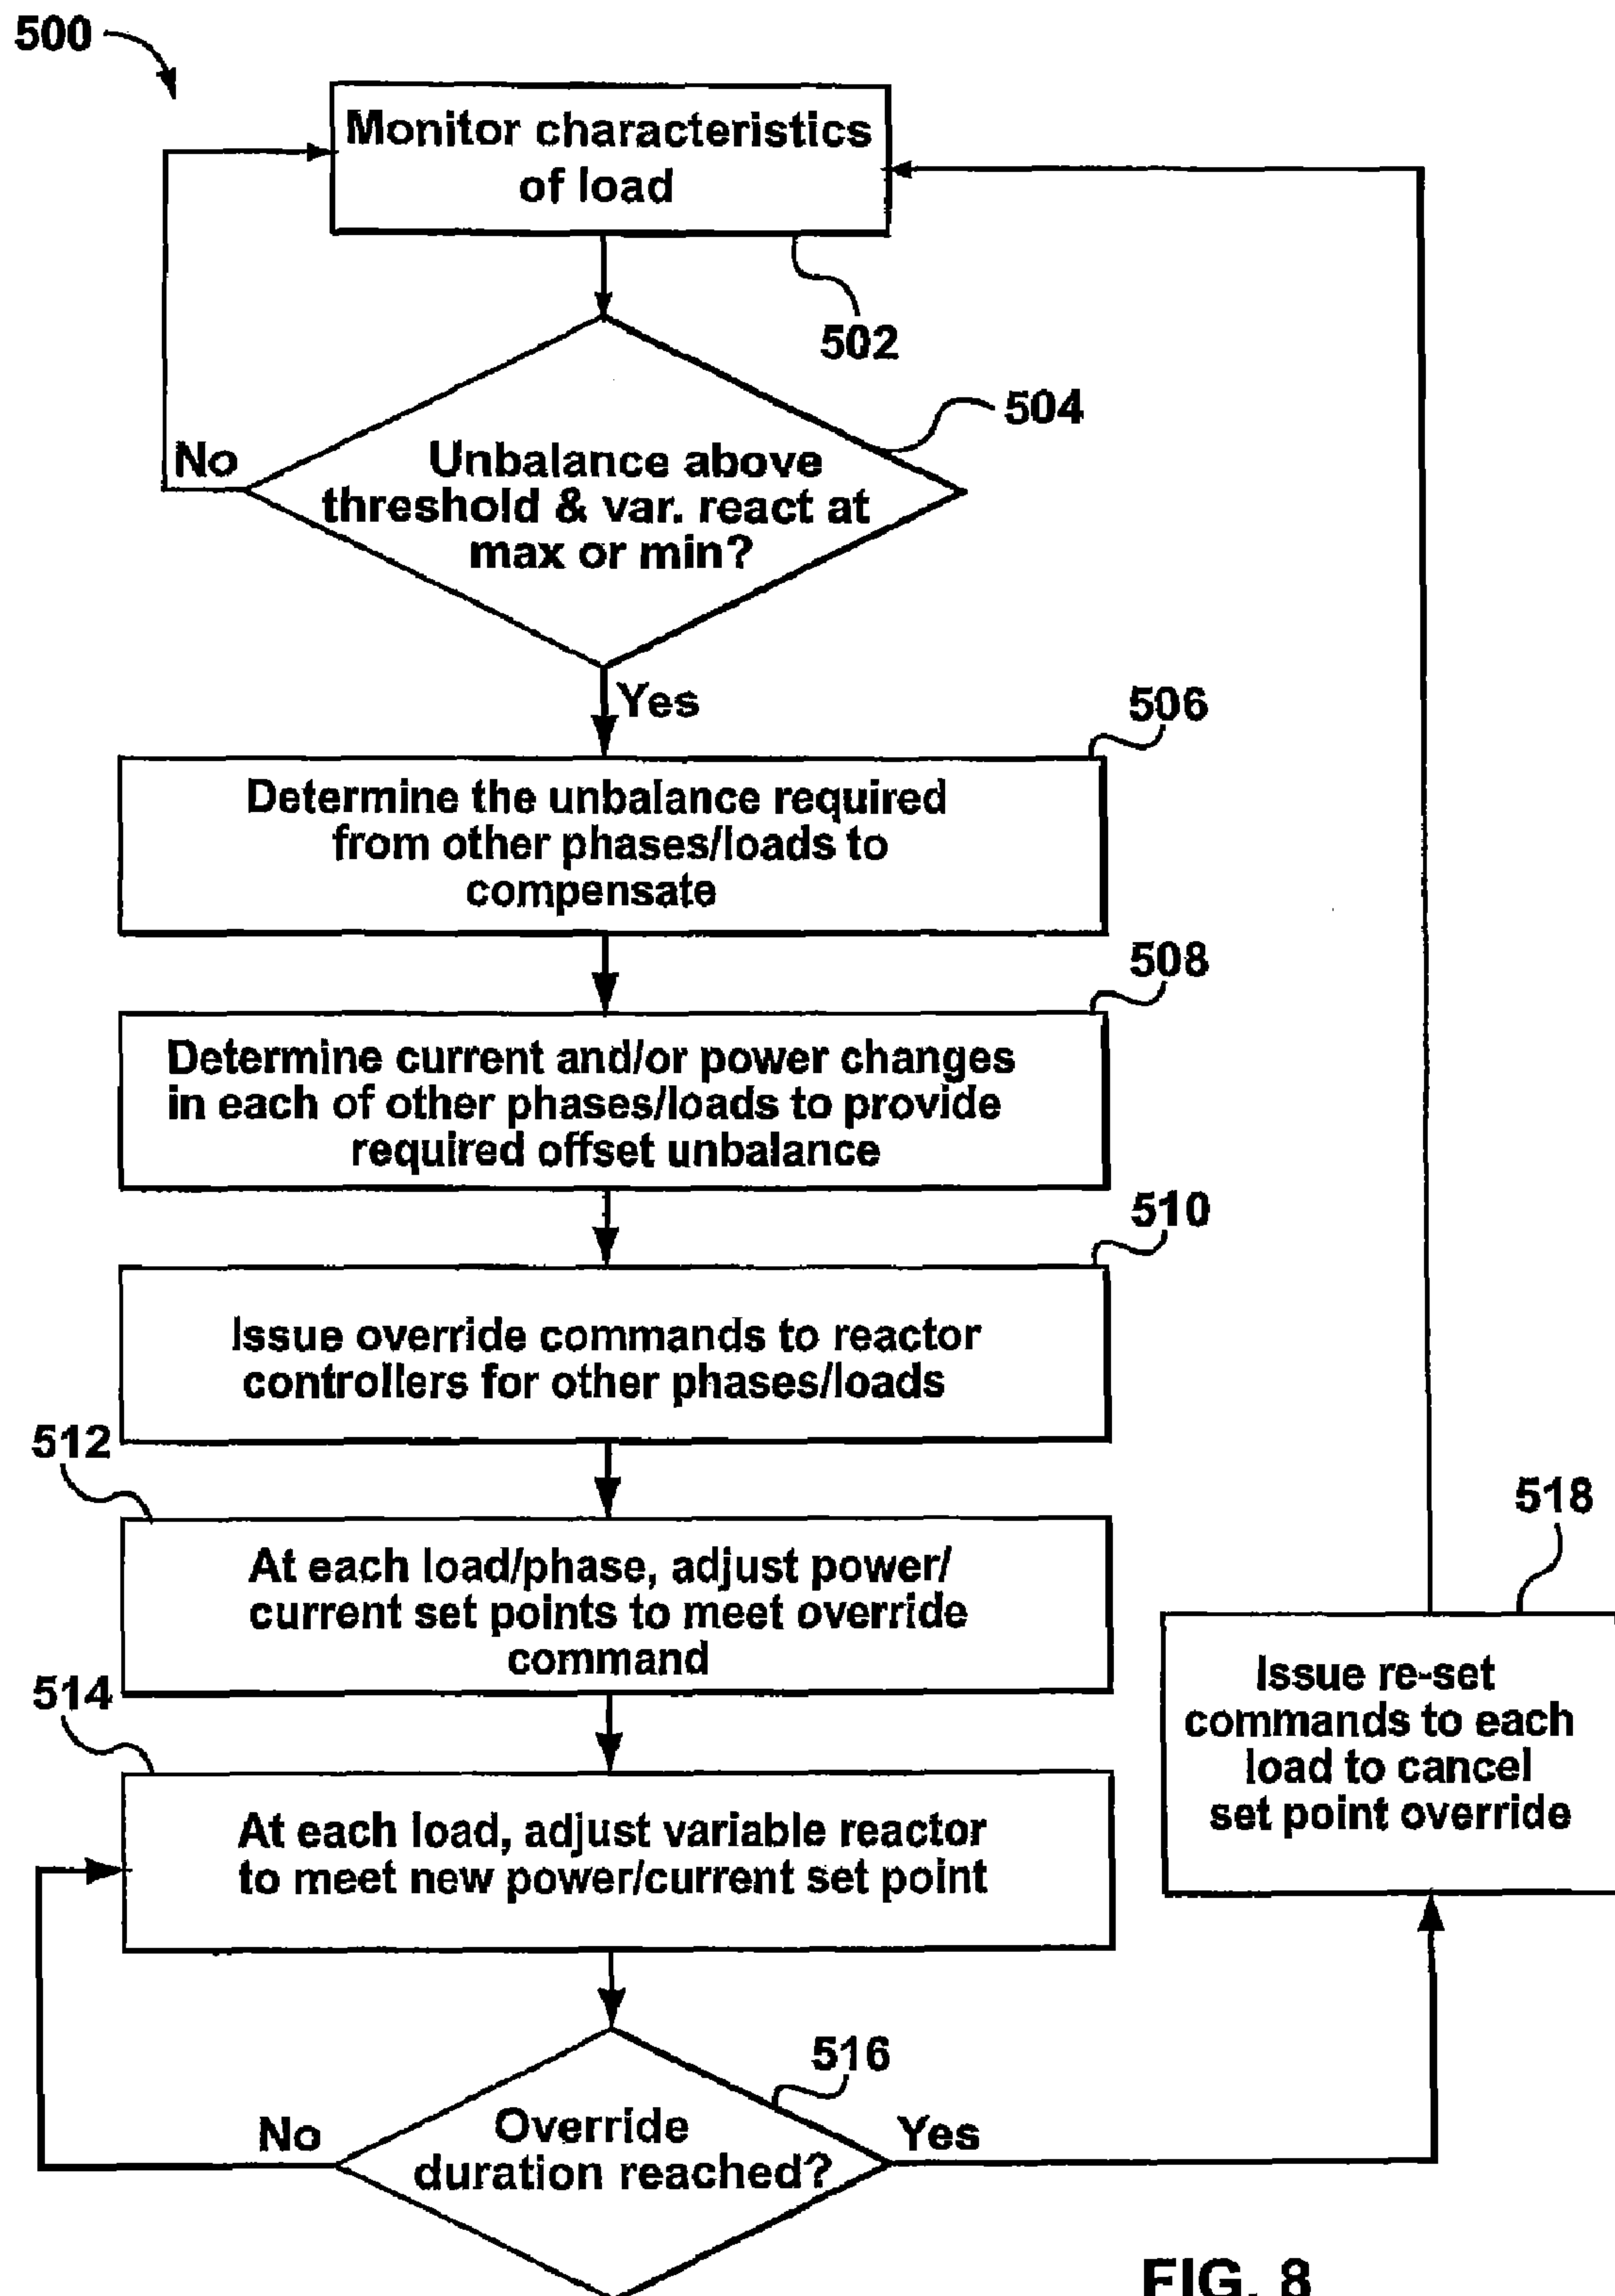 500
Monitor characteristics
of load
502
504
No
Unbalance above
threshold & var. react at
max or min?
Yes
506
Determine the unbalance required
from other phases/loads to
compensate
508
Determine current and/or power changes
in each of other phases/loads to provide
required offset unbalance
510
Issue override commands to reactor
controllers for other phases/loads
512
At each load/phase, adjust power/
current set points to meet override
command
518
Issue re-set
commands to each
load to cancel
set point override
514
At each load, adjust variable reactor
to meet new power/current set point
516
No
Override
duration reached?
Yes
FIG. 8